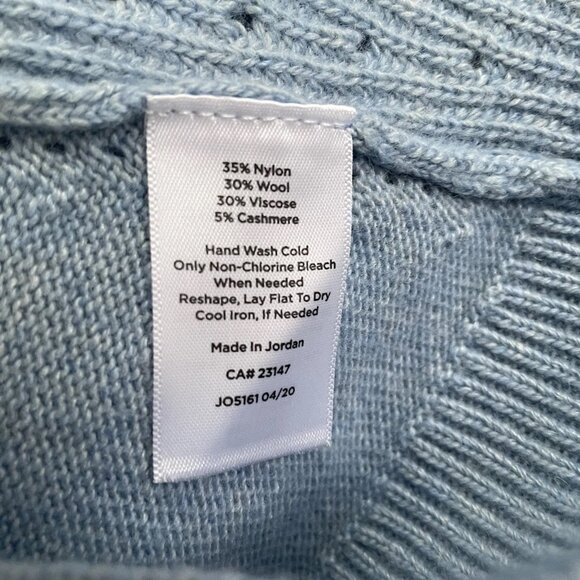 35% Nylon
30% Wool
30% Viscose
5% Cashmere
Hand Wash Cold
Only Non-Chlorine Bleach
When Needed
Reshape, Lay Flat To Dry
Cool Iron, If Needed
Made In Jordan
CA# 23147
JO5161 04/20